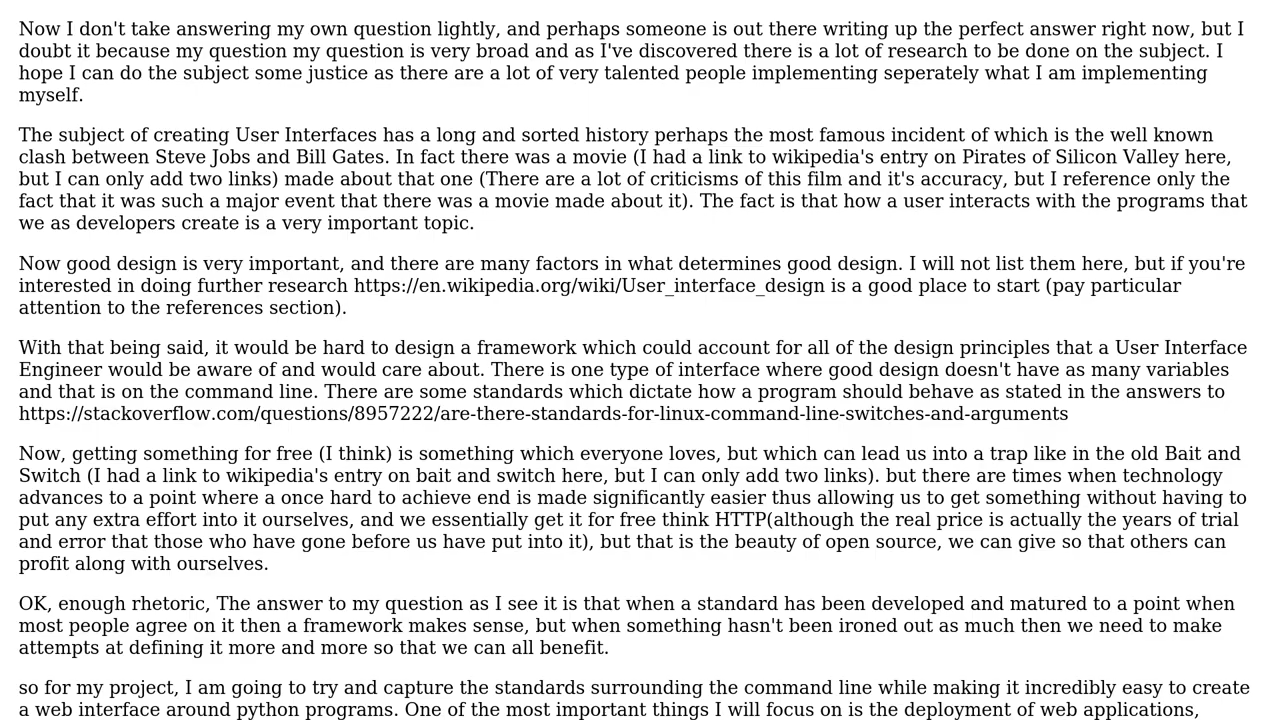 Now I don't take answering my own question lightly, and perhaps someone is out there writing up the perfect answer right now, but I
doubt it because my question my question is very broad and as I've discovered there is a lot of research to be done on the subject. I
hope I can do the subject some justice as there are a lot of very talented people implementing seperately what I am implementing
myself.
The subject of creating User Interfaces has a long and sorted history perhaps the most famous incident of which is the well known
clash between Steve Jobs and Bill Gates. In fact there was a movie (I had a link to wikipedia's entry on Pirates of Silicon Valley here,
but I can only add two links) made about that one (There are a lot of criticisms of this film and it's accuracy, but I reference only the
fact that it was such a major event that there was a movie made about it). The fact is that how a user interacts with the programs that
we as developers create is a very important topic.
Now good design is very important, and there are many factors in what determines good design. I will not list them here, but if you're
interested in doing further research https://en.wikipedia.org/wiki/User_interface_design is a good place to start (pay particular
attention to the references section).
With that being said, it would be hard to design a framework which could account for all of the design principles that a User Interface
Engineer would be aware of and would care about. There is one type of interface where good design doesn't have as many variables
and that is on the command line. There are some standards which dictate how a program should behave as stated in the answers to
https://stackoverflow.com/questions/8957222/are-there-standards-for-linux-command-line-switches-and-arguments
Now, getting something for free (I think) is something which everyone loves, but which can lead us into a trap like in the old Bait and
Switch (I had a link to wikipedia's entry on bait and switch here, but I can only add two links). but there are times when technology
advances to a point where a once hard to achieve end is made significantly easier thus allowing us to get something without having to
put any extra effort into it ourselves, and we essentially get it for free think HTTP(although the real price is actually the years of trial
and error that those who have gone before us have put into it), but that is the beauty of open source, we can give so that others can
profit along with ourselves.
OK, enough rhetoric, The answer to my question as I see it is that when a standard has been developed and matured to a point when
most people agree on it then a framework makes sense, but when something hasn't been ironed out as much then we need to make
attempts at defining it more and more so that we can all benefit.
so for my project, I am going to try and capture the standards surrounding the command line while making it incredibly easy to create
a web interface around python programs. One of the most important things I will focus on is the deployment of web applications,